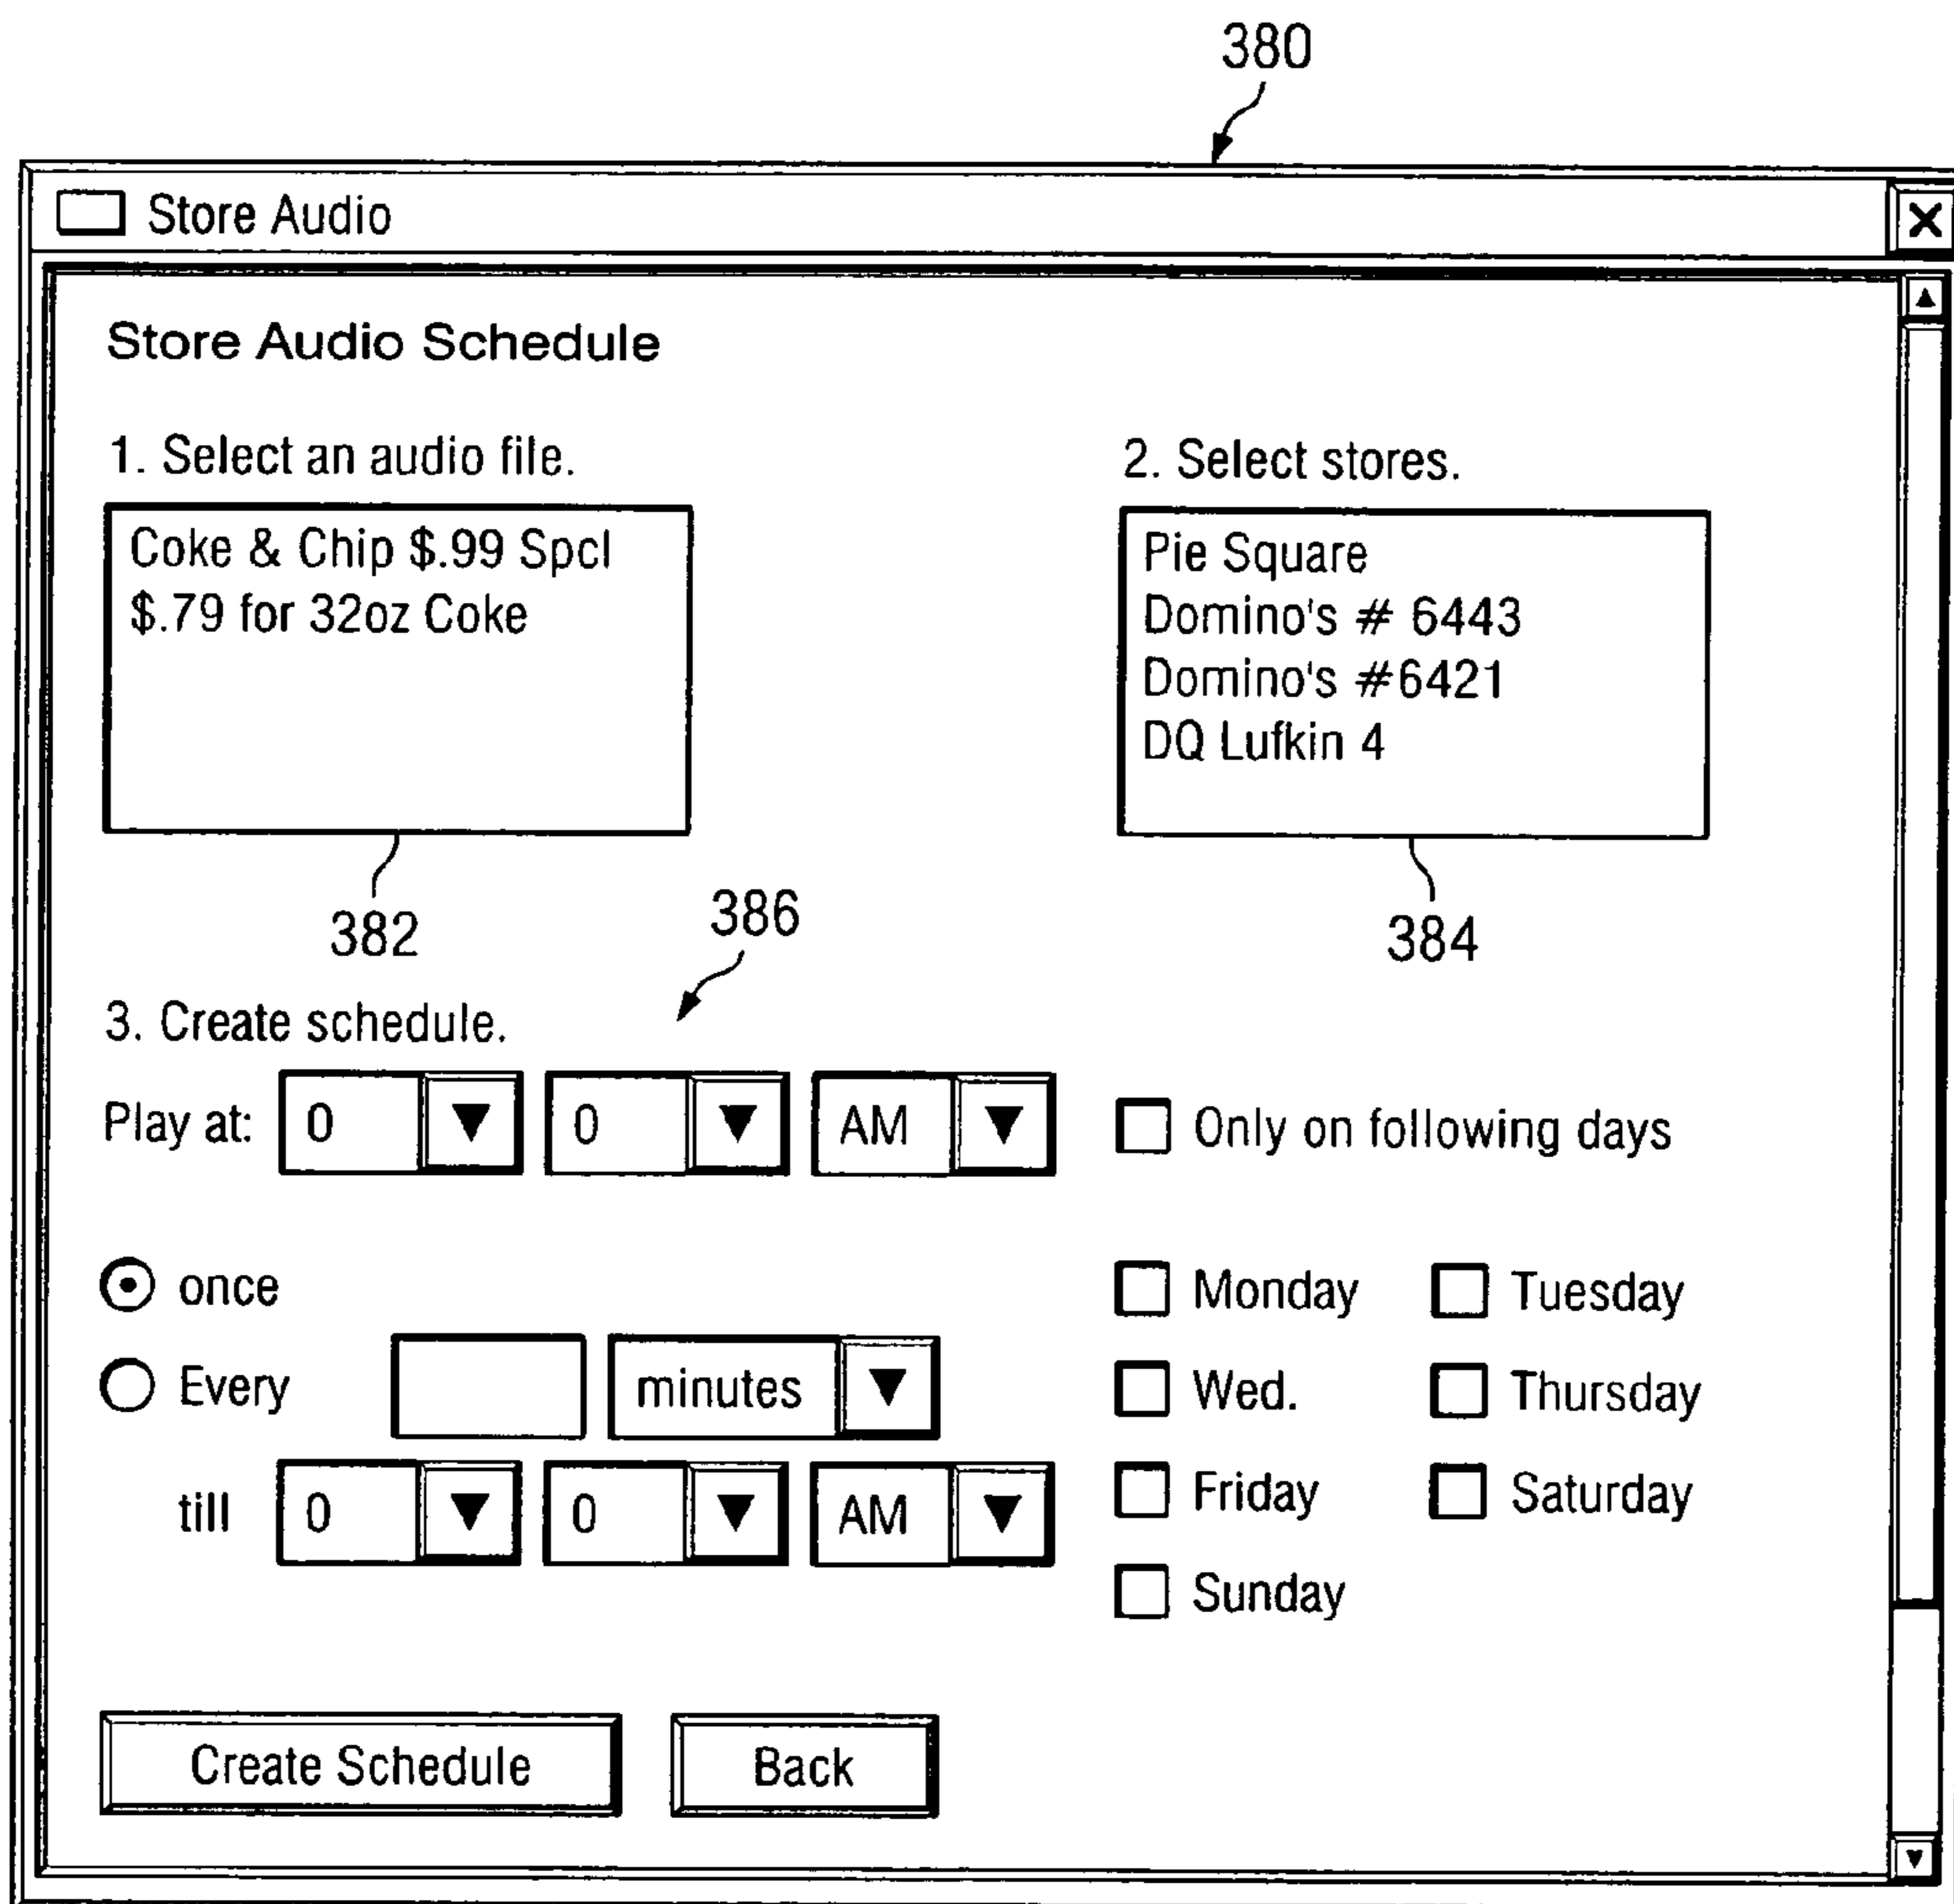 380
Store Audio
Store Audio Schedule
1. Select an audio file.
Coke & Chip $.99 Spcl
$.79 for 32oz Coke
382
2. Select stores.
Pie Square
Domino's # 6443
Domino's #6421
DQ Lufkin 4
384
386
3. Create schedule.
Play at: 0 0 AM
once
Every minutes
till 0 0 AM
Only on following days
Monday Tuesday
Wed. Thursday
Friday Saturday
Sunday
Create Schedule Back